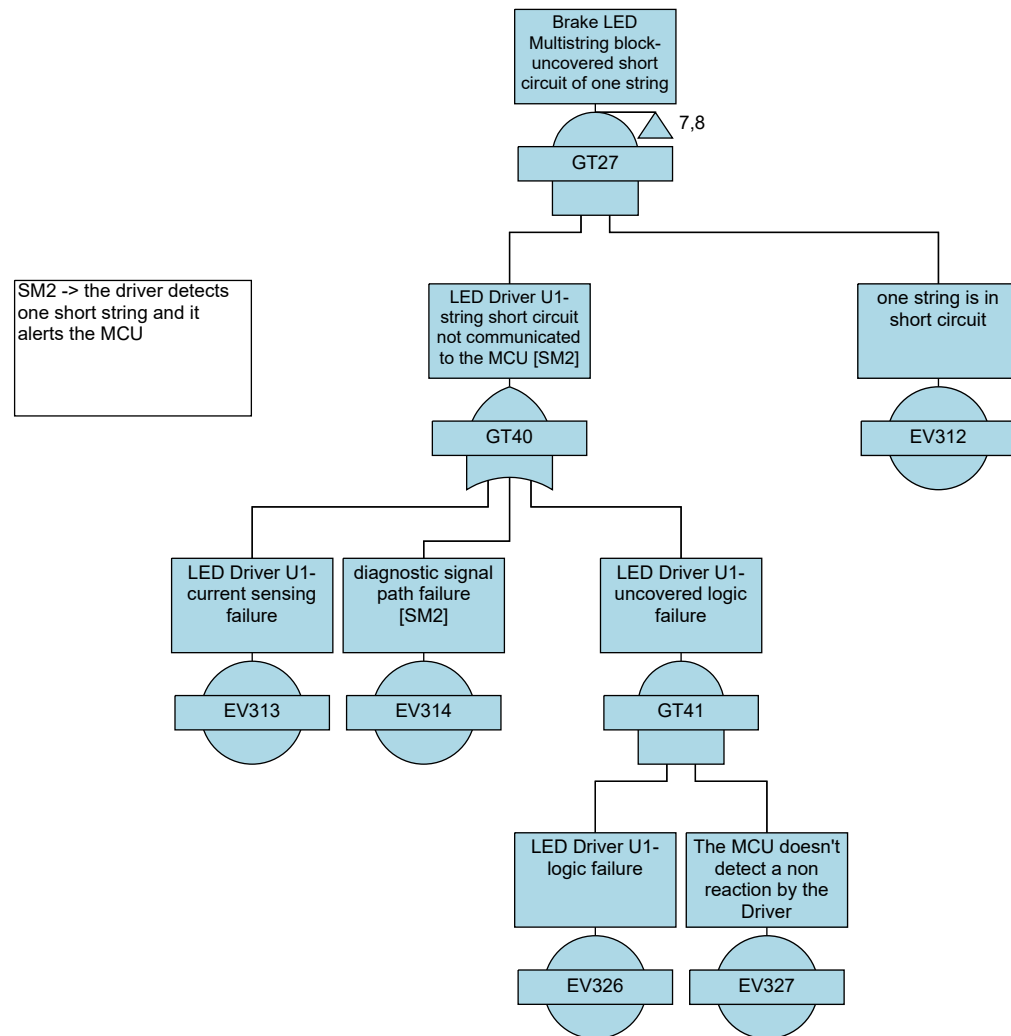 Brake LED
Multistring block-
uncovered short
circuit of one string
7,8
GT27
SM2 -> the driver detects
one short string and it
alerts the MCU
LED Driver U1-
string short circuit
not communicated
to the MCU [SM2]
one string is in
short circuit
GT40
EV312
LED Driver U1-
current sensing
failure
diagnostic signal
path failure
[SM2]
LED Driver U1-
uncovered logic
failure
EV313
EV314
GT41
LED Driver U1-
logic failure
The MCU doesn't
detect a non
reaction by the
Driver
EV326
EV327